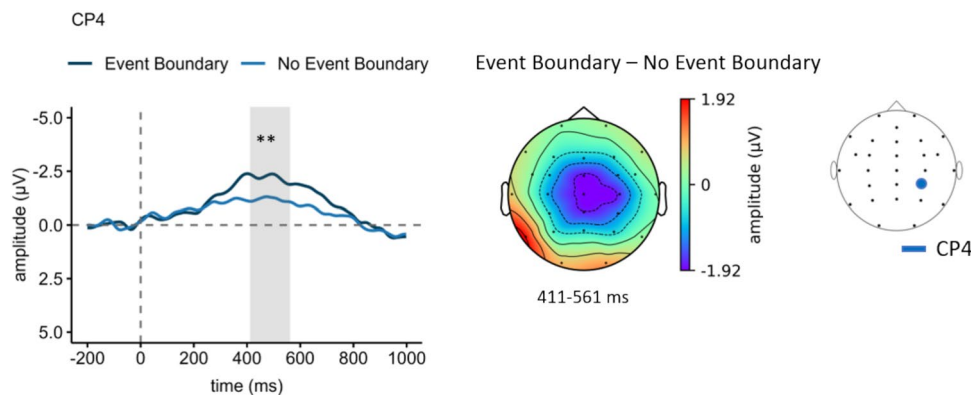 CP4
Event Boundary
No Event Boundary
-5.0
-2.5
0.0
2.5
5.0
amplitude (µV)
**
-200
0
200
400
600
800
1000
time (ms)
Event Boundary – No Event Boundary
1.92
0
-1.92
amplitude (µV)
411-561 ms
CP4